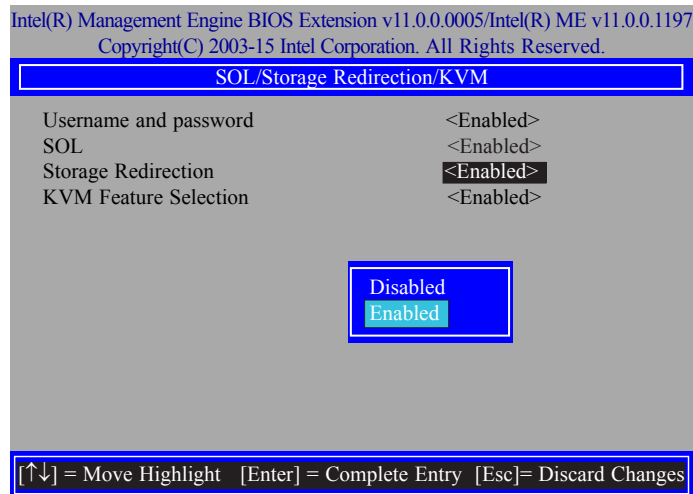 Intel(R) Management Engine BIOS Extension v11.0.0.0005/Intel(R) ME v11.0.0.1197
Copyright(C) 2003-15 Intel Corporation. All Rights Reserved.
SOL/Storage Redirection/KVM
Username and password <Enabled>
SOL <Enabled>
Storage Redirection <Enabled>
KVM Feature Selection <Enabled>
Disabled
Enabled
[↑↓] = Move Highlight [Enter] = Complete Entry [Esc]= Discard Changes